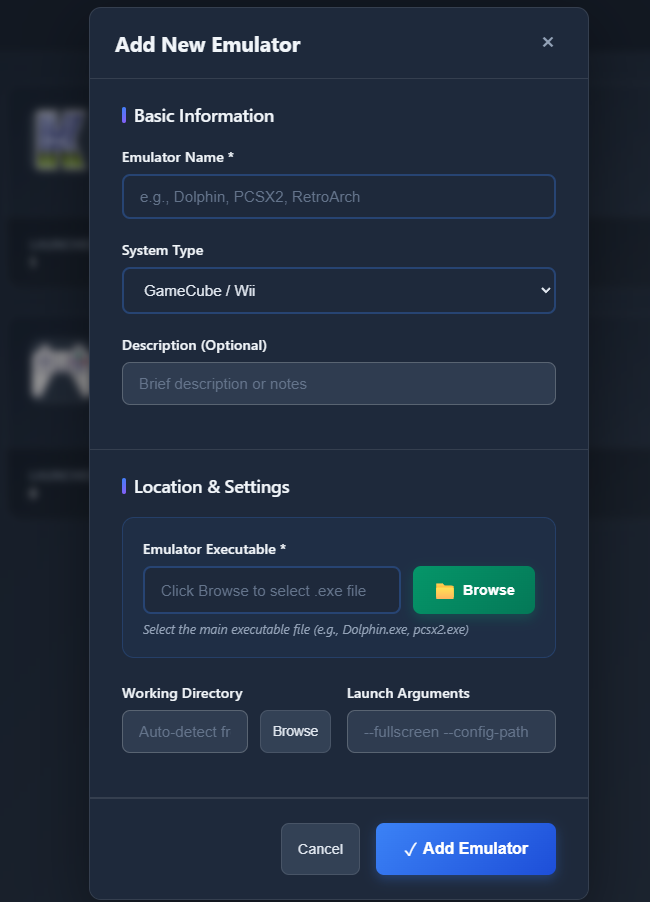 Add New Emulator
×
Basic Information
Emulator Name *
e.g., Dolphin, PCSX2, RetroArch
System Type
GameCube / Wii
Description (Optional)
Brief description or notes
Location & Settings
Emulator Executable *
Click Browse to select .exe file
Browse
Select the main executable file (e.g., Dolphin.exe, pcsx2.exe)
Working Directory
Launch Arguments
Auto-detect fr
Browse
--fullscreen --config-path
Cancel
✓ Add Emulator